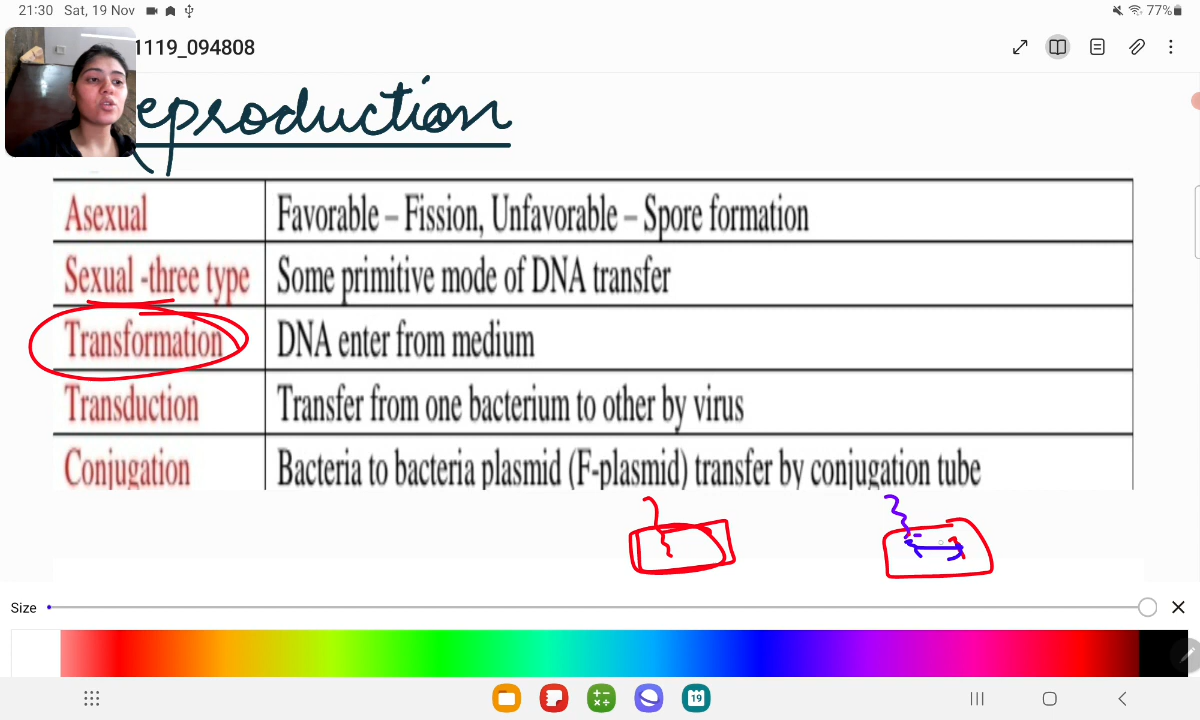 21:30 Sat, 19 Nov 77%
1119_094808
eproduction
Asexual Favorable – Fission, Unfavorable – Spore formation
Sexual -three type Some primitive mode of DNA transfer
Transformation DNA enter from medium
Transduction Transfer from one bacterium to other by virus
Conjugation Bacteria to bacteria plasmid (F-plasmid) transfer by conjugation tube
Size
19